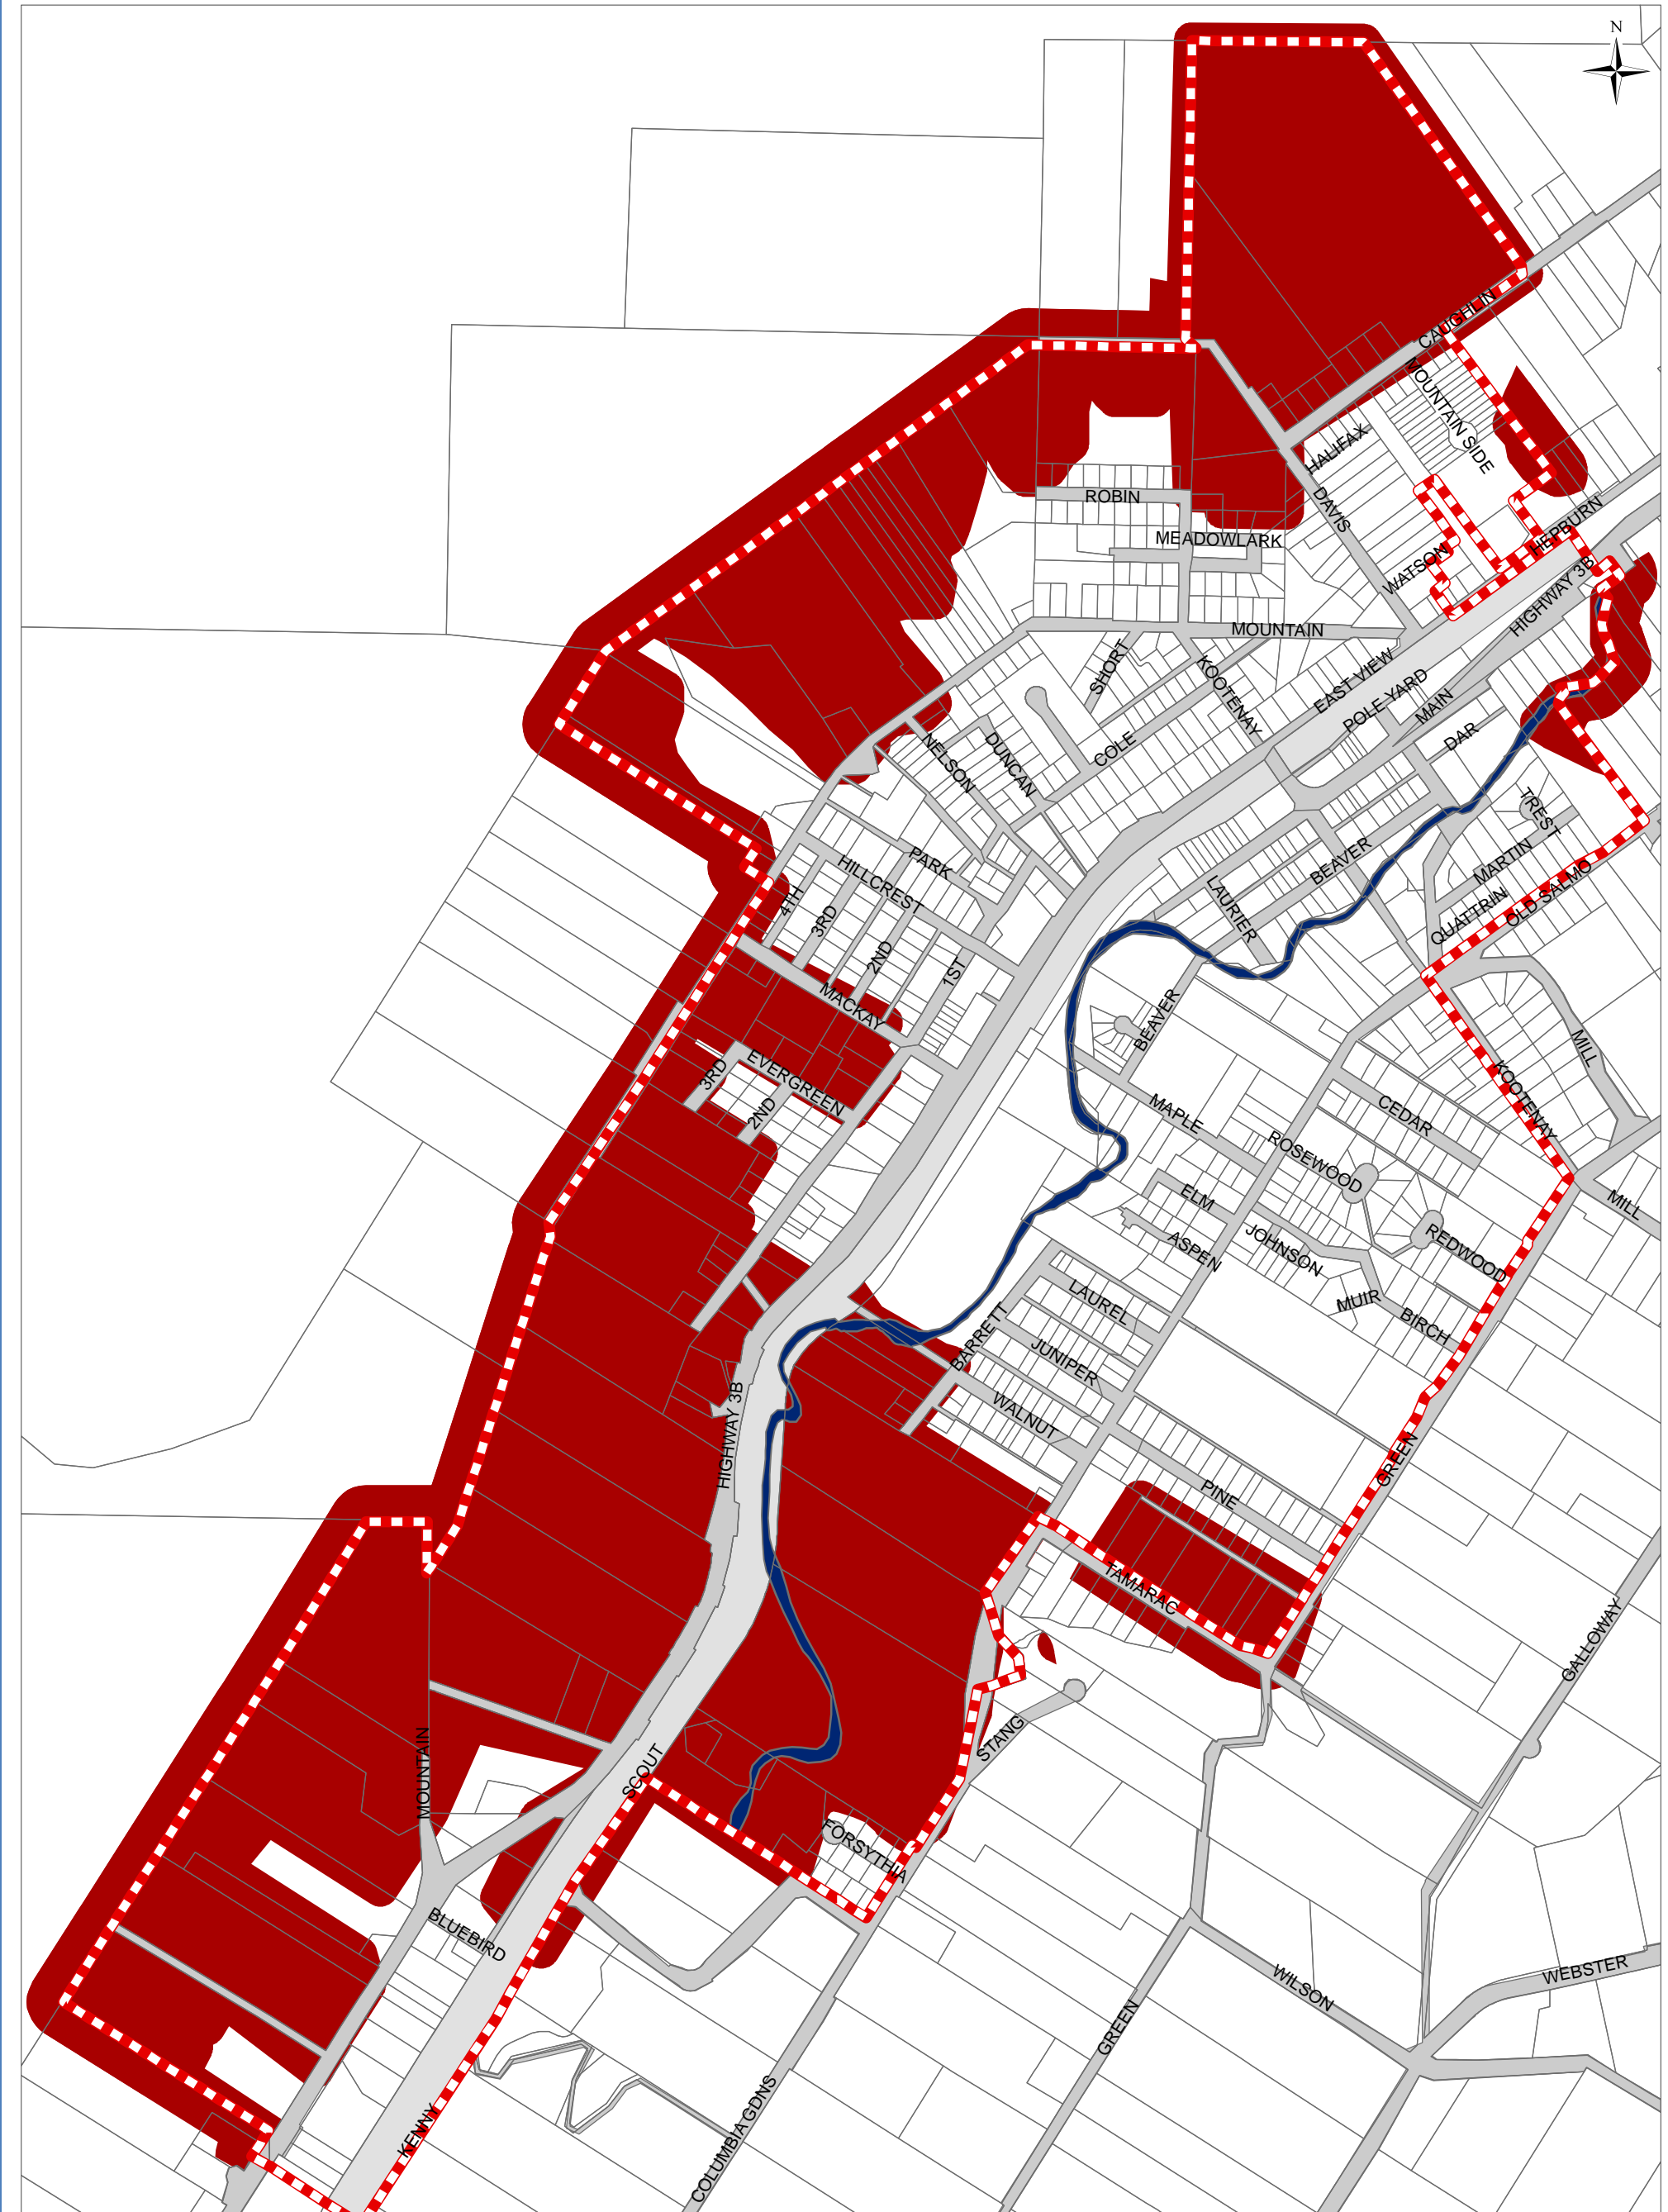 N
CAUGHLIN
MOUNTAIN SIDE
HALIFAX
ROBIN
DAVIS
MEADOWLARK
HEPBURN
WATSON
HIGHWAY 3B
MOUNTAIN
SHORT
KOOTENAY
EAST VIEW
POLE YARD
MAIN
DAR
COLE
NELSON
DUNCAN
TREST
PARK
HILLCREST
BEAVER
MARTIN
OLD SALMO
4TH
3RD
LAURIER
QUATTRIN
2ND
1ST
MACKAY
BEAVER
MILL
3RD
EVERGREEN
2ND
MAPLE
CEDAR
KOOTENAY
ROSEWOOD
ELM
MILL
ASPEN
JOHNSON
REDWOOD
LAUREL
MUIR
BIRCH
BARRETT
JUNIPER
WALNUT
HIGHWAY 3B
GREEN
PINE
TAMARAC
GALLOWAY
STANG
SCOUT
MOUNTAIN
FORSYTHIA
BLUEBIRD
WILSON
WEBSTER
GREEN
KENNY
COLUMBIA GDNS